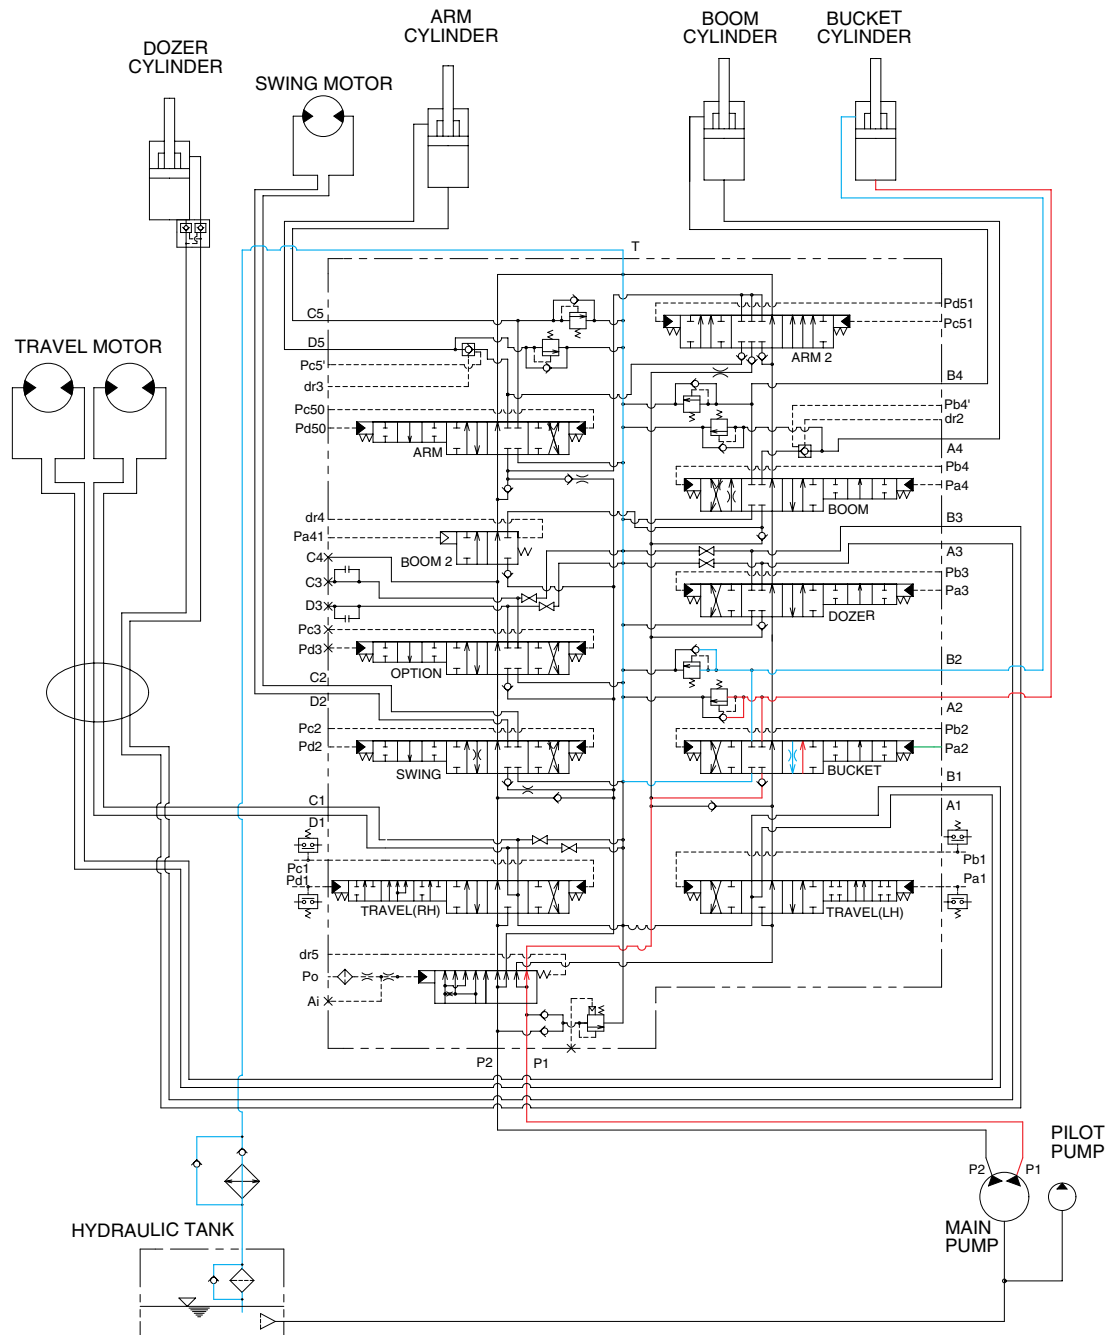 ARM
CYLINDER
BOOM
CYLINDER
BUCKET
CYLINDER
DOZER
CYLINDER
SWING MOTOR
TRAVEL MOTOR
T
C5
D5
Pc5'
dr3
Pc50
Pd50
ARM
dr4
Pa41
BOOM 2
C4
C3
D3
Pc3
Pd3
OPTION
C2
D2
Pc2
Pd2
SWING
C1
D1
Pc1
Pd1
TRAVEL(RH)
dr5
Po
Ai
Pd51
Pc51
ARM 2
B4
Pb4'
dr2
A4
Pb4
Pa4
BOOM
B3
A3
Pb3
Pa3
DOZER
B2
A2
Pb2
Pa2
BUCKET
B1
A1
Pb1
Pa1
TRAVEL(LH)
P2 P1
P2 P1
PILOT
PUMP
MAIN
PUMP
HYDRAULIC TANK